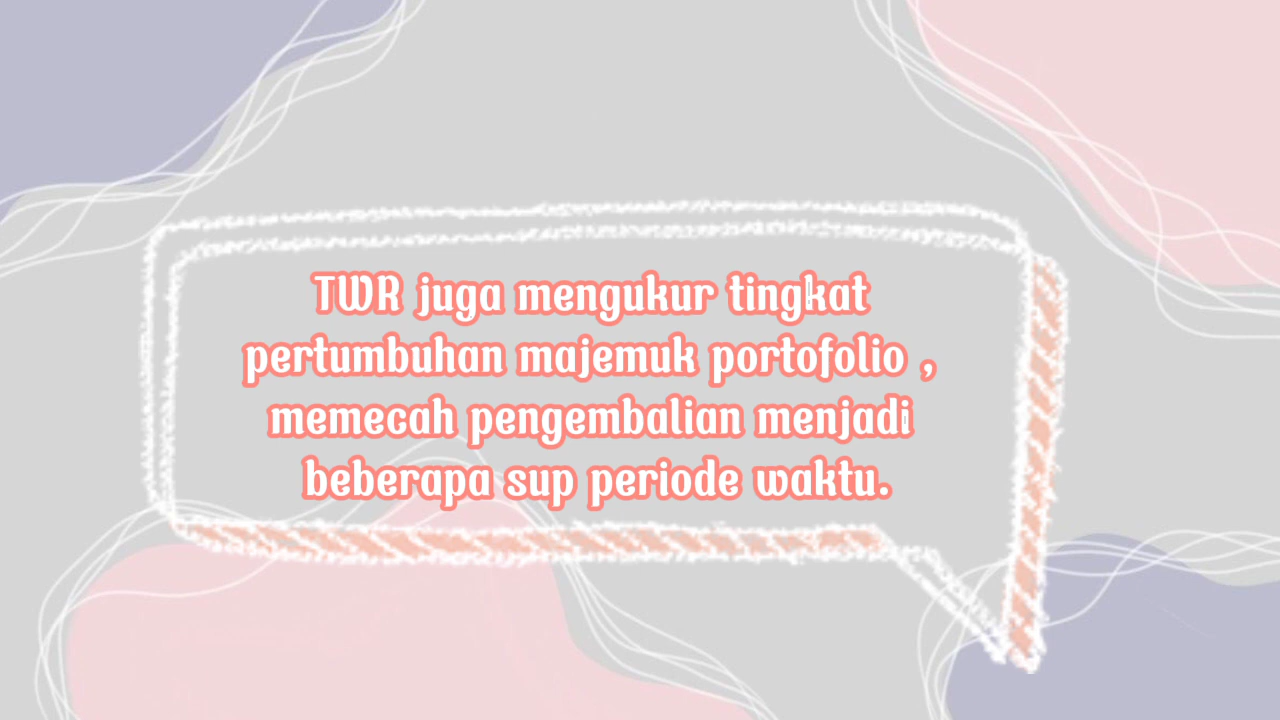 TWR juga mengukur tingkat
pertumbuhan majemuk portofolio ,
memecah pengembalian menjadi
beberapa sup periode waktu.